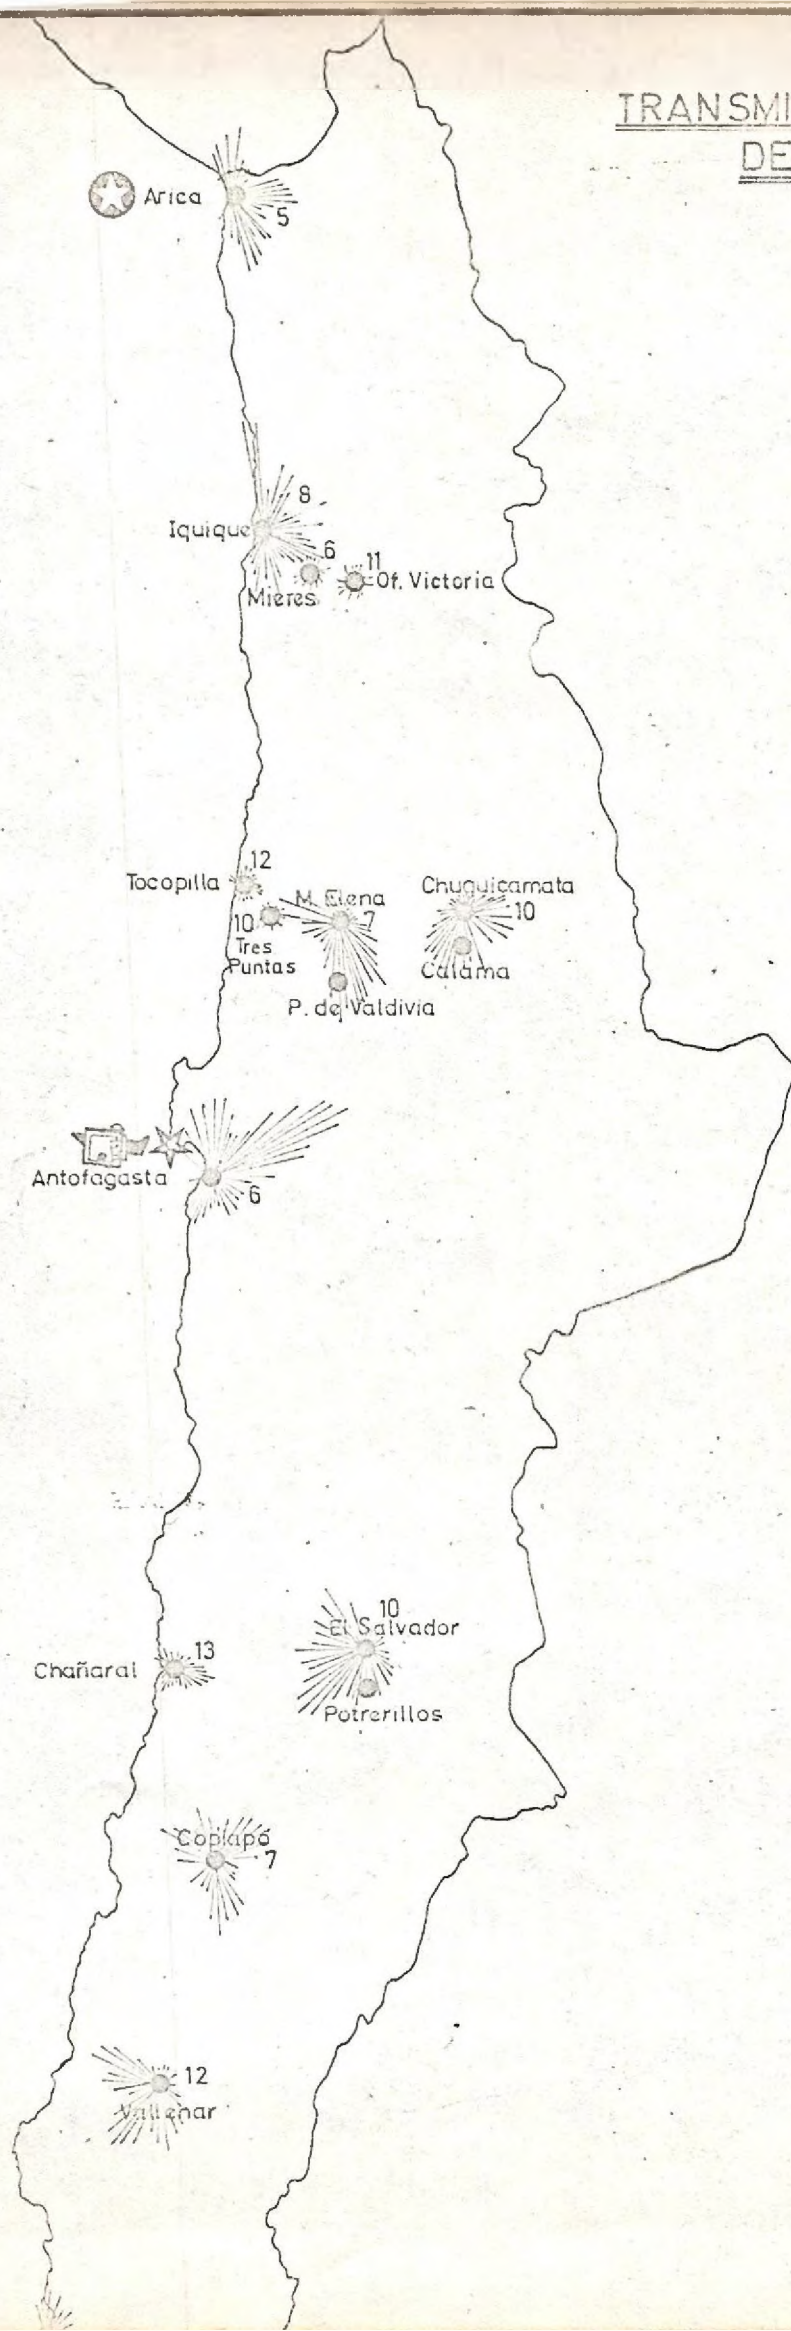 TRANSMI
DE
Arica
5
8
Iquique
6
11
Mieres
Of. Victoria
12
Tocopilla
M. Elena
7
Chuquicamata
10
10
Tres
Puntas
Calama
P. de Valdivia
Antofagasta
6
10
El Salvador
13
Chañaral
Potrerillos
Copiapó
7
12
Vallenar